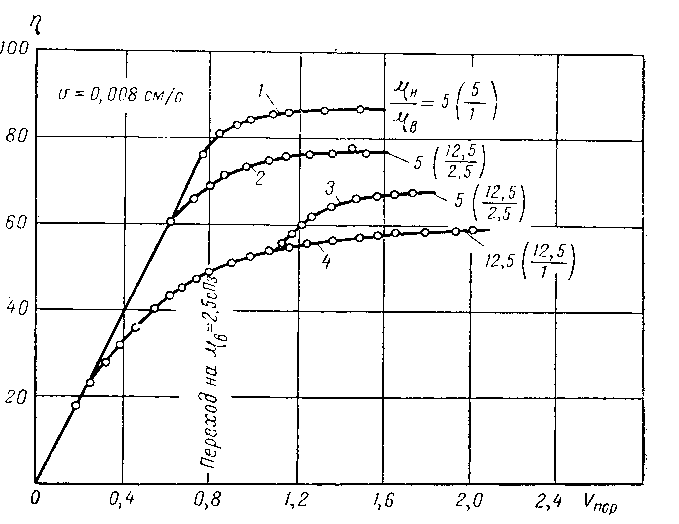 η
100
υ = 0,008 см/с
1
μн/μв = 5 (5/1)
80
2
5 (12,5/2,5)
3
5 (12,5/2,5)
60
4
12,5 (12,5/1)
40
Переход на μв=2,5сПз
20
0 0,4 0,8 1,2 1,6 2,0 2,4 Vпор